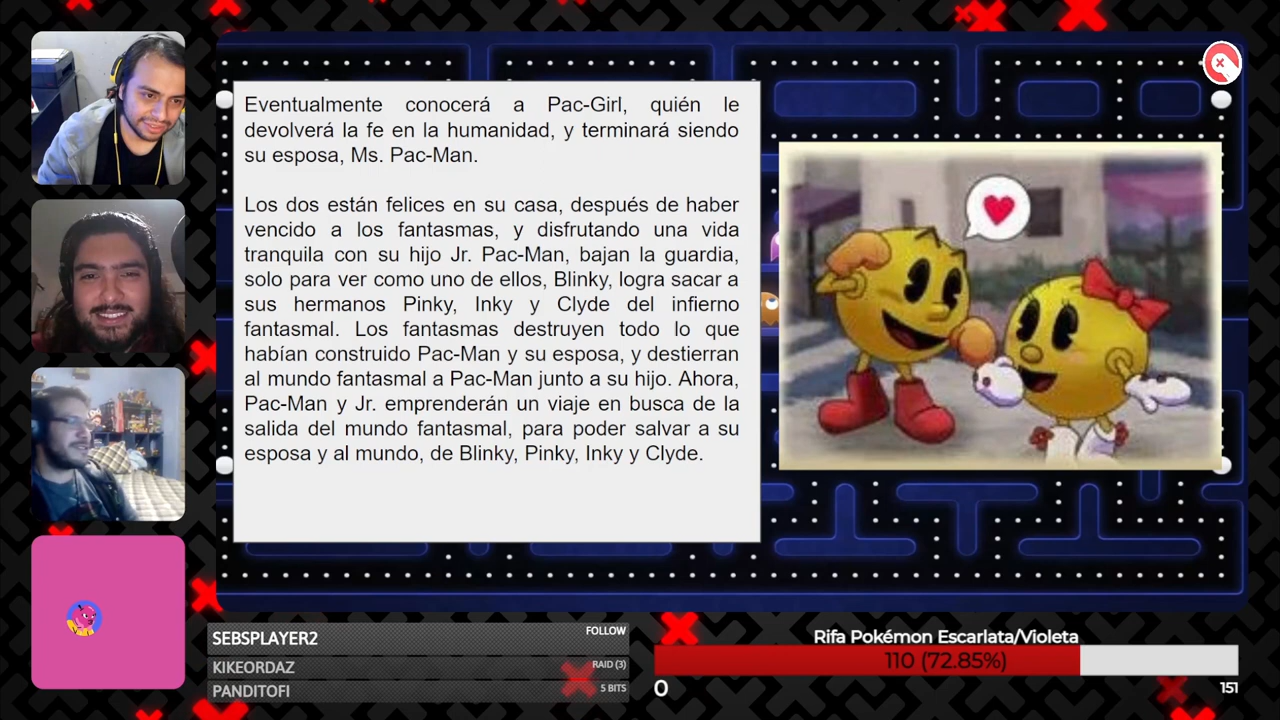 Eventualmente conocerá a Pac-Girl, quién le
devolverá la fe en la humanidad, y terminará siendo
su esposa, Ms. Pac-Man.
Los dos están felices en su casa, después de haber
vencido a los fantasmas, y disfrutando una vida
tranquila con su hijo Jr. Pac-Man, bajan la guardia,
solo para ver como uno de ellos, Blinky, logra sacar a
sus hermanos Pinky, Inky y Clyde del infierno
fantasmal. Los fantasmas destruyen todo lo que
habían construido Pac-Man y su esposa, y destierran
al mundo fantasmal a Pac-Man junto a su hijo. Ahora,
Pac-Man y Jr. emprenderán un viaje en busca de la
salida del mundo fantasmal, para poder salvar a su
esposa y al mundo, de Blinky, Pinky, Inky y Clyde.
SEBSPLAYER2 FOLLOW
KIKEORDAZ RAID (3)
PANDITOFI 5 BITS
Rifa Pokémon Escarlata/Violeta
110 (72.85%)
0 151